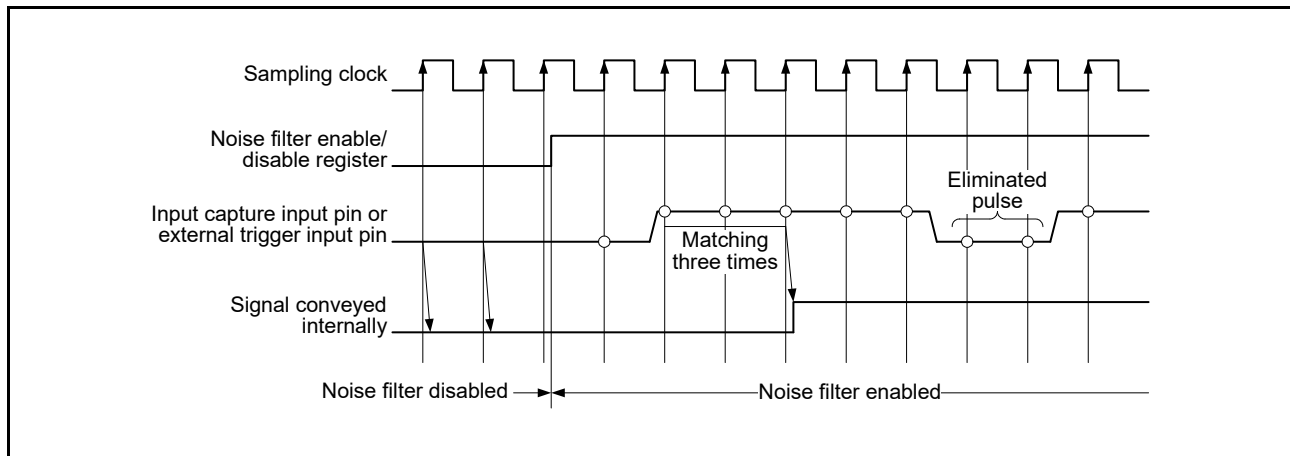 Sampling clock
Noise filter enable/
disable register
Eliminated
pulse
Input capture input pin or
external trigger input pin
Matching
three times
Signal conveyed
internally
Noise filter disabled
Noise filter enabled